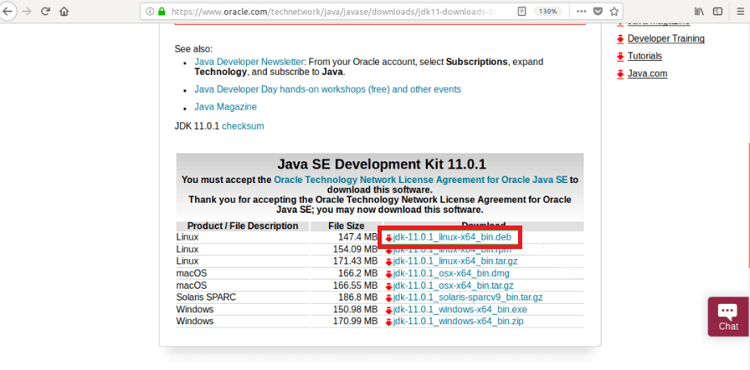 https://www.oracle.com/technetwork/java/javase/downloads/jdk11-downloads-
130%
Developer Training
Tutorials
Java.com
See also:
Java Developer Newsletter: From your Oracle account, select Subscriptions, expand
Technology, and subscribe to Java.
Java Developer Day hands-on workshops (free) and other events
Java Magazine
JDK 11.0.1 checksum
Java SE Development Kit 11.0.1
You must accept the Oracle Technology Network License Agreement for Oracle Java SE to
download this software.
Thank you for accepting the Oracle Technology Network License Agreement for Oracle
Java SE; you may now download this software.
Product / File Description File Size Download
Linux 147.4 MB jdk-11.0.1_linux-x64_bin.deb
Linux 154.09 MB jdk-11.0.1_linux-x64_bin.rpm
Linux 171.43 MB jdk-11.0.1_linux-x64_bin.tar.gz
macOS 166.2 MB jdk-11.0.1_osx-x64_bin.dmg
macOS 166.55 MB jdk-11.0.1_osx-x64_bin.tar.gz
Solaris SPARC 186.8 MB jdk-11.0.1_solaris-sparcv9_bin.tar.gz
Windows 150.98 MB jdk-11.0.1_windows-x64_bin.exe
Windows 170.99 MB jdk-11.0.1_windows-x64_bin.zip
Chat